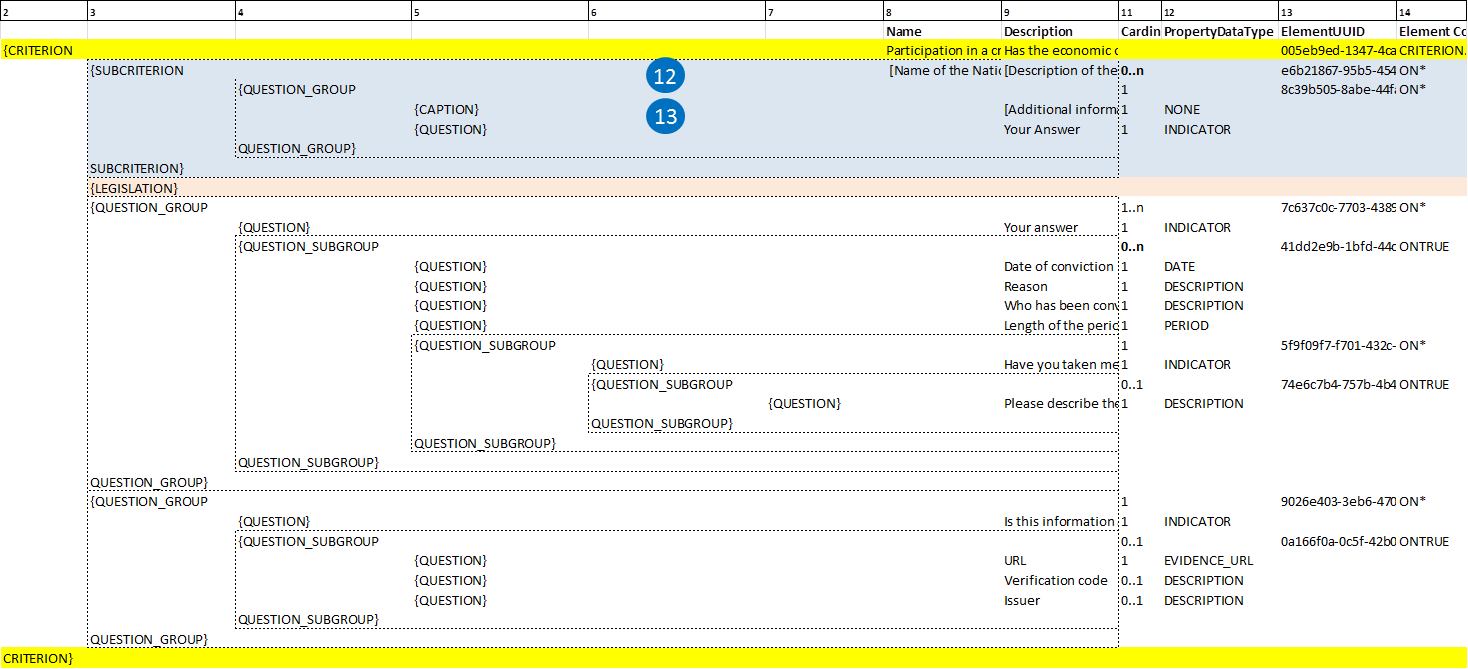 2 3 4 5 6 7 8 9 11 12 13 14
Name Description Cardin PropertyDataType ElementUUID Element Co
{CRITERION Participation in a cr Has the economic o 005eb9ed-1347-4ca CRITERION.
{SUBCRITERION 12 [Name of the Natio [Description of the 0..n e6b21867-95b5-454 ON*
{QUESTION_GROUP 1 8c39b505-8abe-44fa ON*
{CAPTION} 13 [Additional inform 1 NONE
{QUESTION} Your Answer 1 INDICATOR
QUESTION_GROUP}
SUBCRITERION}
{LEGISLATION}
{QUESTION_GROUP 1..n 7c637c0c-7703-4389 ON*
{QUESTION} Your answer 1 INDICATOR
{QUESTION_SUBGROUP 0..n 41dd2e9b-1bfd-44c ONTRUE
{QUESTION} Date of conviction 1 DATE
{QUESTION} Reason 1 DESCRIPTION
{QUESTION} Who has been con 1 DESCRIPTION
{QUESTION} Length of the perio 1 PERIOD
{QUESTION_SUBGROUP 1 5f9f09f7-f701-432c- ON*
{QUESTION} Have you taken me 1 INDICATOR
{QUESTION_SUBGROUP 0..1 74e6c7b4-757b-4b4 ONTRUE
{QUESTION} Please describe the 1 DESCRIPTION
QUESTION_SUBGROUP}
QUESTION_SUBGROUP}
QUESTION_SUBGROUP}
QUESTION_GROUP}
{QUESTION_GROUP 1 9026e403-3eb6-470 ON*
{QUESTION} Is this information 1 INDICATOR
{QUESTION_SUBGROUP 0..1 0a166f0a-0c5f-42b0 ONTRUE
{QUESTION} URL 1 EVIDENCE_URL
{QUESTION} Verification code 0..1 DESCRIPTION
{QUESTION} Issuer 0..1 DESCRIPTION
QUESTION_SUBGROUP}
QUESTION_GROUP}
CRITERION}